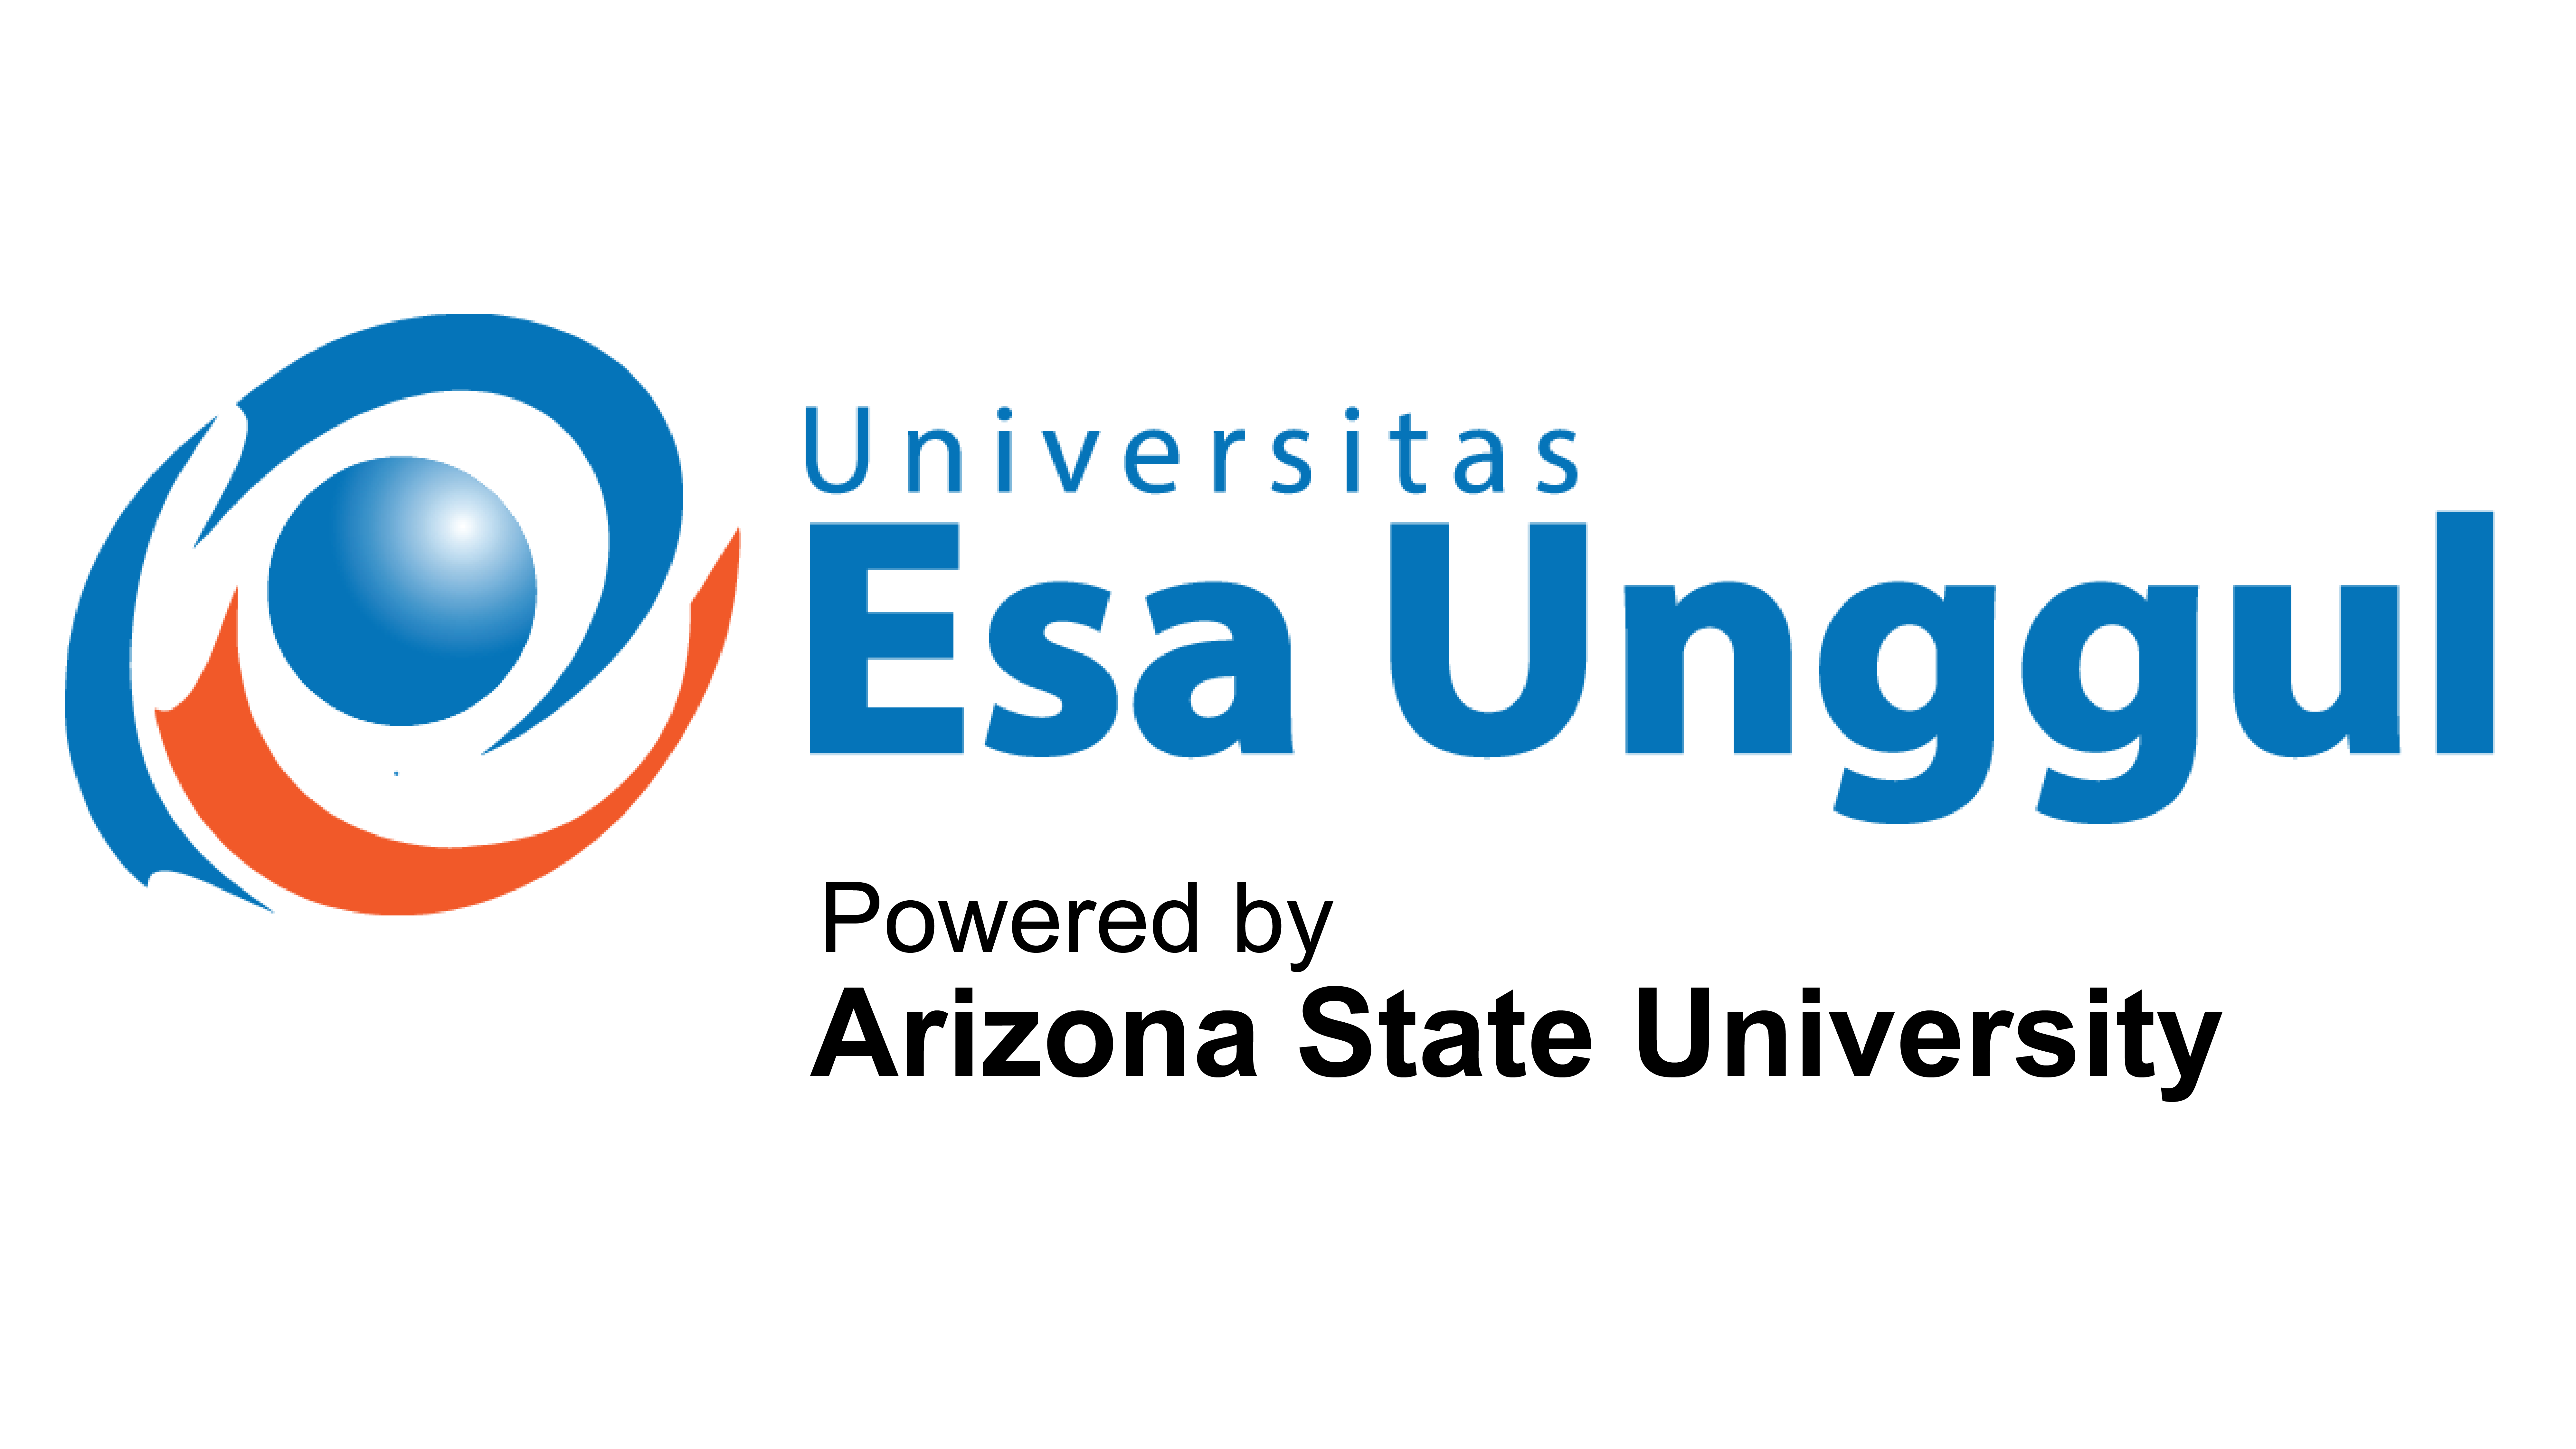 Universitas
Esa Unggul
Powered by
Arizona State University